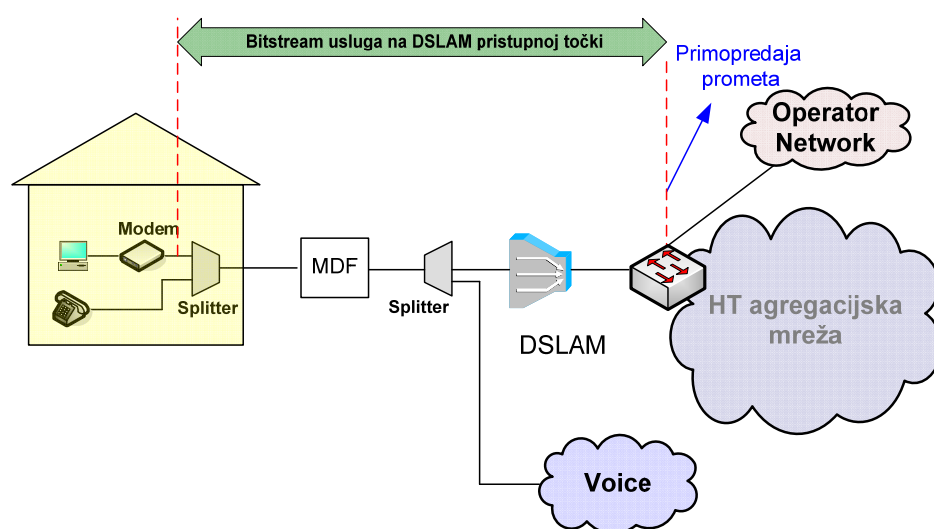 Bitstream usluga na DSLAM pristupnoj točki
Primopredaja
prometa
Operator
Network
Modem
Splitter
MDF
Splitter
DSLAM
HT agregacijska
mreža
Voice